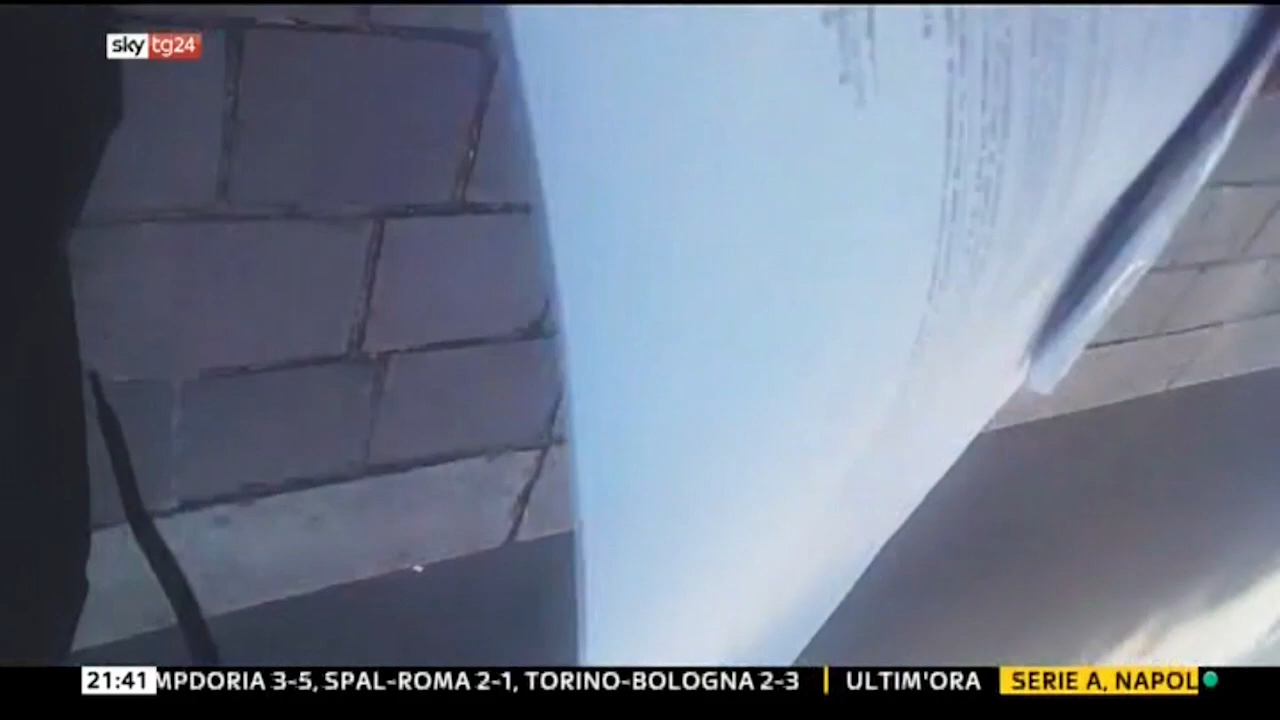 sky tg24
21:41 MPDORIA 3-5, SPAL-ROMA 2-1, TORINO-BOLOGNA 2-3 | ULTIM'ORA SERIE A, NAPOL